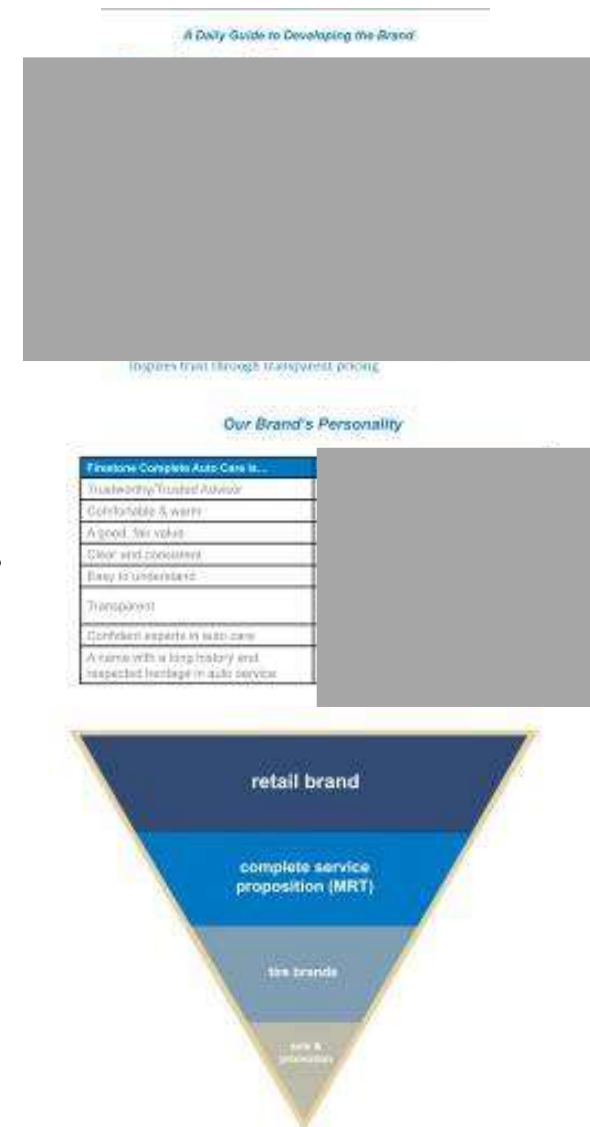 A Daily Guide to Developing the Brand
Inspires trust through transparent pricing
Our Brand's Personality
Firestone Complete Auto Care is...
Trustworthy/Trusted Advisor
Comfortable & warm
A good, fair value
Clear and consistent
Easy to understand
Transparent
Confident experts in auto care
A name with a long history and
respected heritage in auto service
retail brand
complete service
proposition (MRT)
tire brands
sale &
promotion